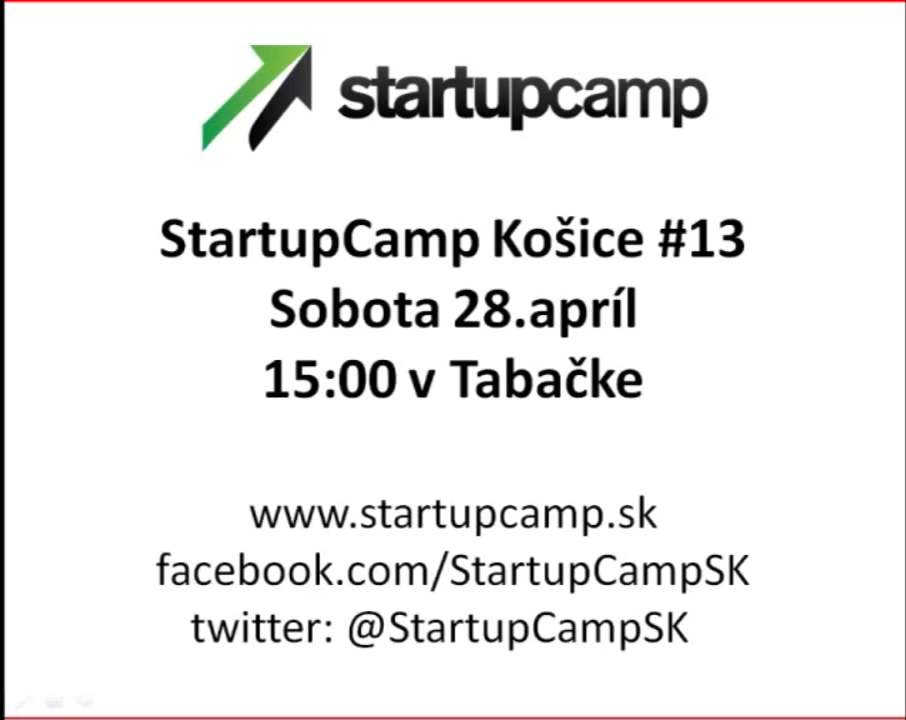 startupcamp
StartupCamp Košice #13
Sobota 28.apríl
15:00 v Tabačke
www.startupcamp.sk
facebook.com/StartupCampSK
twitter: @StartupCampSK